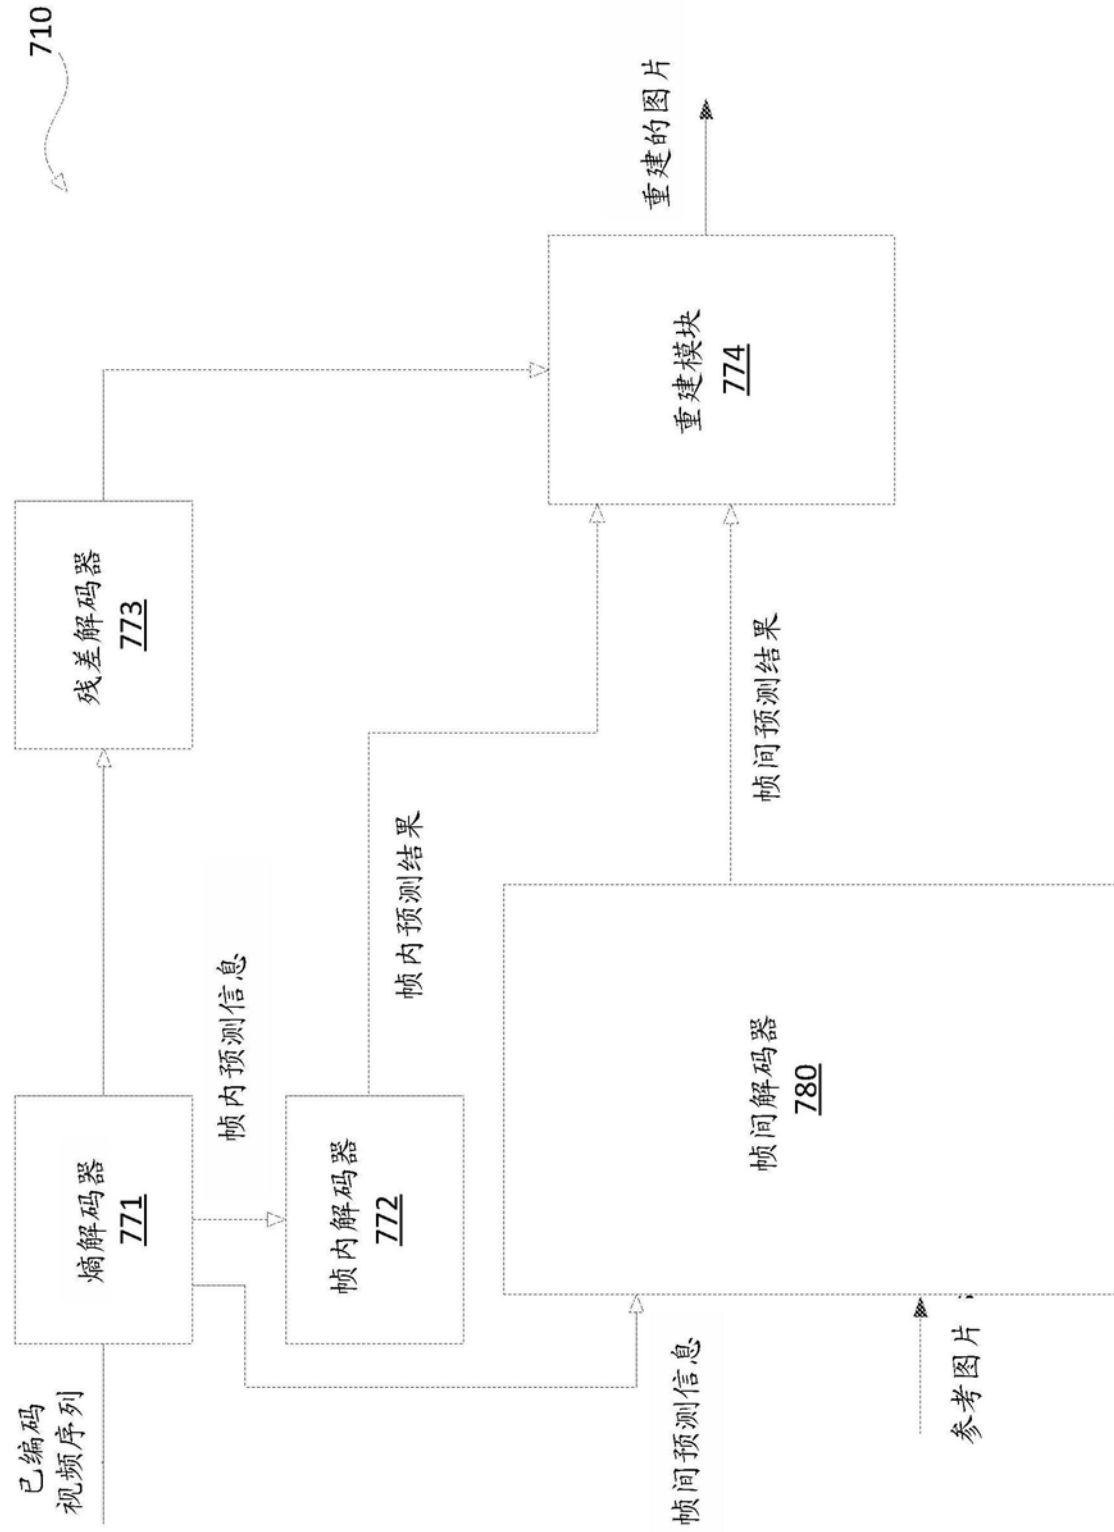 710
已编码
视频序列
熵解码器
771
残差解码器
773
帧内预测信息
帧内解码器
772
帧内预测结果
重建模块
774
重建的图片
帧间预测信息
帧间解码器
780
帧间预测结果
参考图片